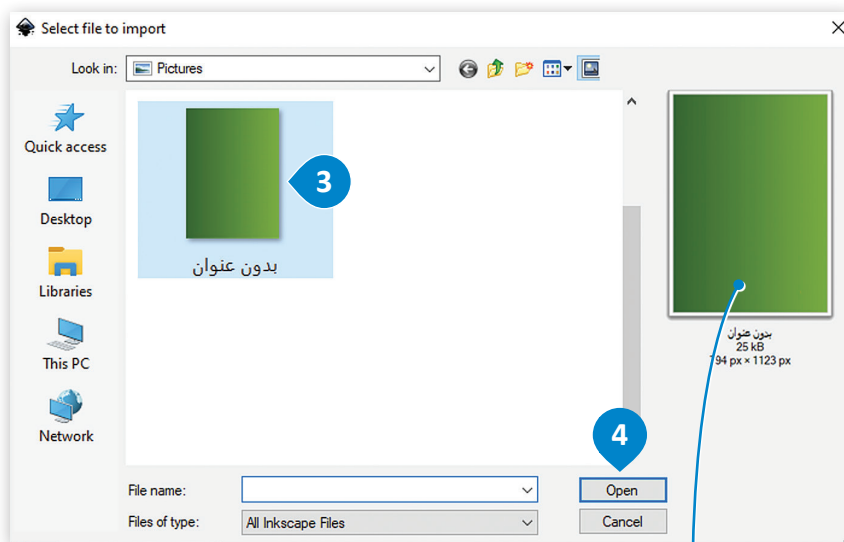 Select file to import
Look in: Pictures
Quick access
Desktop
Libraries
This PC
Network
3
بدون عنوان
بدون عنوان
25 kB
94 px × 1123 px
4
File name:
Open
Files of type: All Inkscape Files
Cancel